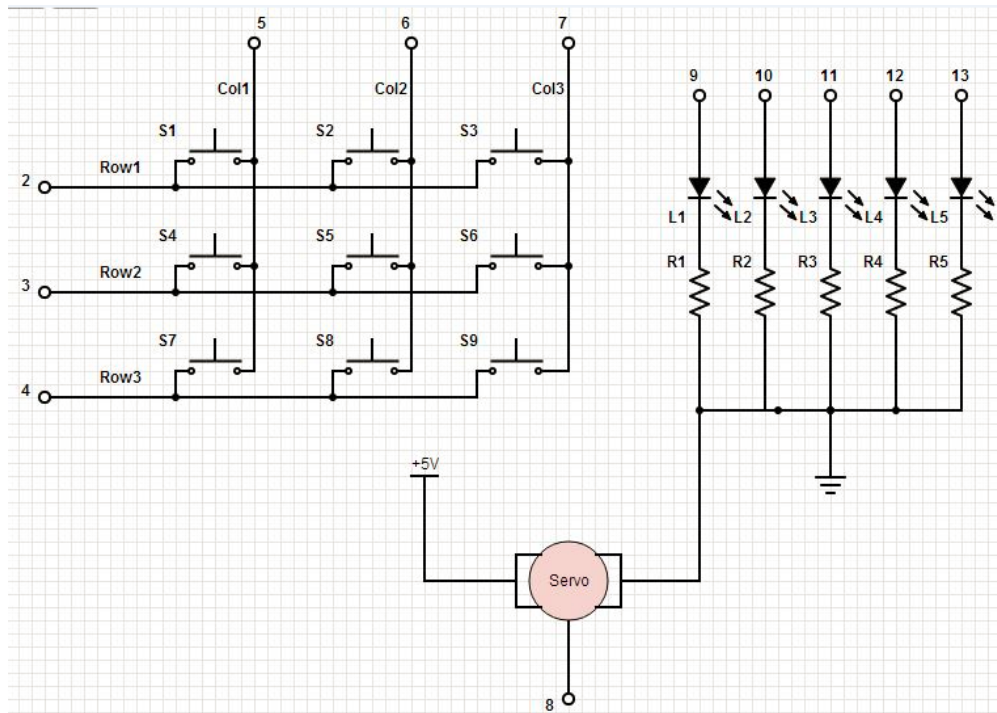 5 6 7
9 10 11 12 13
Col1 Col2 Col3
S1 S2 S3
Row1
2
S4 S5 S6
Row2
3
S7 S8 S9
Row3
4
L1 L2 L3 L4 L5
R1 R2 R3 R4 R5
+5V
Servo
8